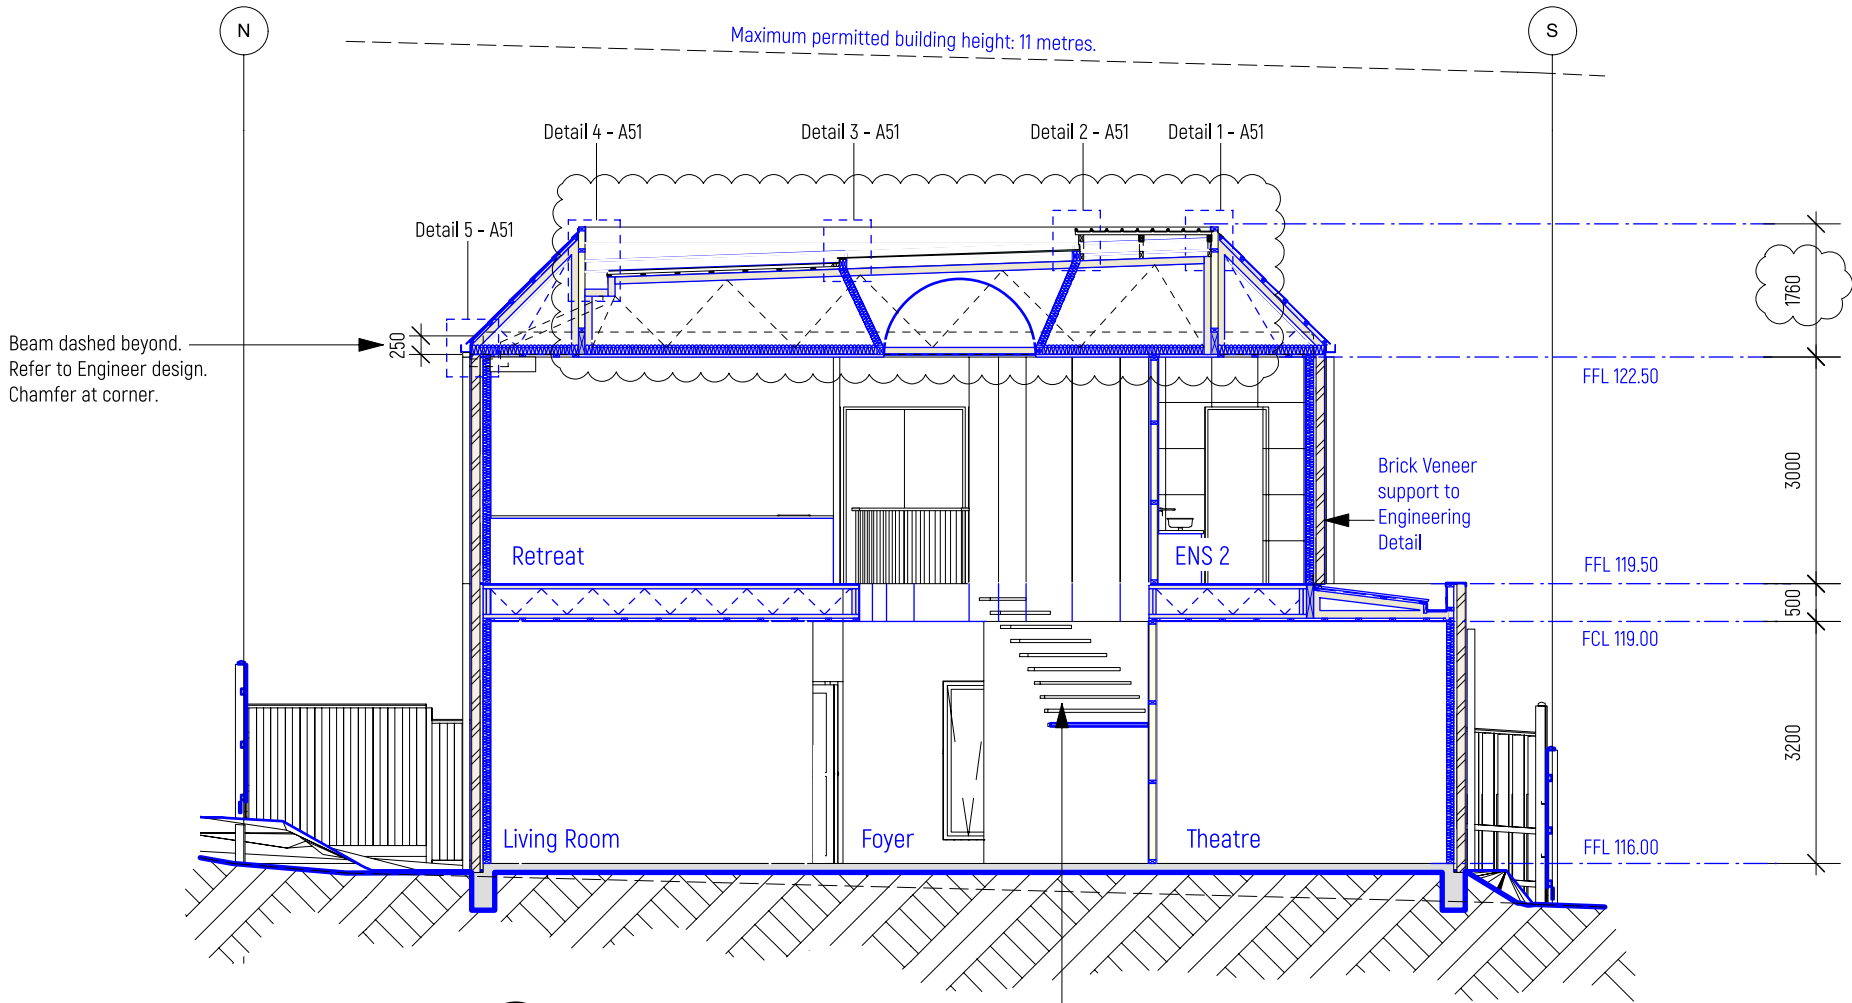 N
S
Maximum permitted building height: 11 metres.
Detail 4 - A51
Detail 3 - A51
Detail 2 - A51
Detail 1 - A51
Detail 5 - A51
1760
250
Beam dashed beyond.
Refer to Engineer design.
Chamfer at corner.
FFL 122.50
3000
Brick Veneer
support to
Engineering
Detail
Retreat
ENS 2
FFL 119.50
500
FCL 119.00
3200
Living Room
Foyer
Theatre
FFL 116.00